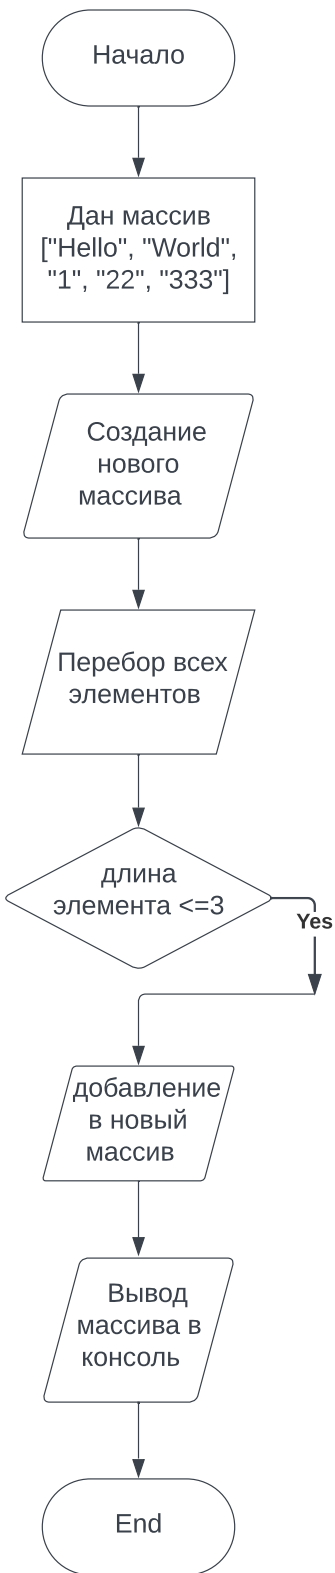 Начало
Дан массив
["Hello", "World",
"1", "22", "333"]
Создание
нового
массива
Перебор всех
элементов
длина
элемента <=3
Yes
добавление
в новый
массив
Вывод
массива в
консоль
End